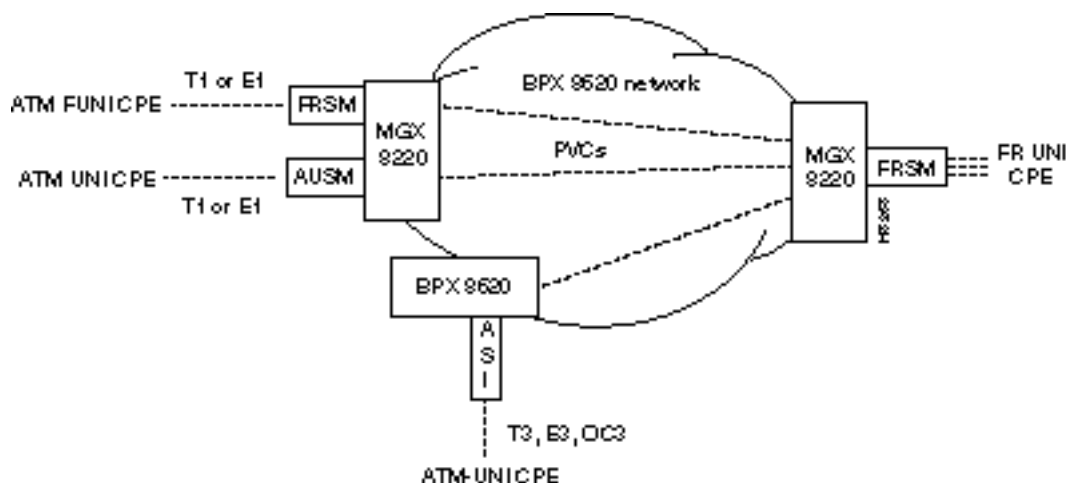 T1 or E1
BPX 8620 network
ATM FUNI CPE
FRSM
MGX
8220
PVCs
MGX
8220
FRSM
FR UNI
CPE
ATM UNI CPE
AUSM
T1 or E1
BPX 8620
A
S
I
T3, E3, OC3
ATM-UNI CPE